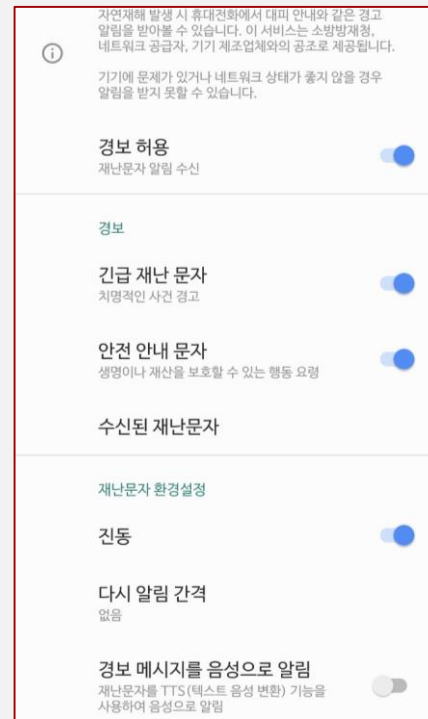 자연재해 발생 시 휴대전화에서 대피 안내와 같은 경고
알림을 받아볼 수 있습니다. 이 서비스는 소방방재청,
네트워크 공급자, 기기 제조업체와의 공조로 제공됩니다.
기기에 문제가 있거나 네트워크 상태가 좋지 않을 경우
알림을 받지 못할 수 있습니다.
경보 허용
재난문자 알림 수신
경보
긴급 재난 문자
치명적인 사건 경고
안전 안내 문자
생명이나 재산을 보호할 수 있는 행동 요령
수신된 재난문자
재난문자 환경설정
진동
다시 알림 간격
없음
경보 메시지를 음성으로 알림
재난문자를 TTS(텍스트 음성 변환) 기능을
사용하여 음성으로 알림